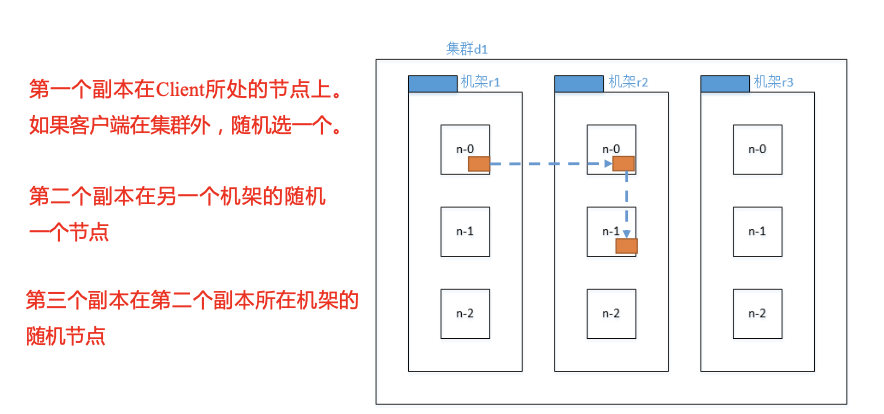 集群d1
机架r1
机架r2
机架r3
第一个副本在Client所处的节点上。
如果客户端在集群外，随机选一个。
第二个副本在另一个机架的随机
一个节点
第三个副本在第二个副本所在机架的
随机节点
n-0
n-0
n-0
n-1
n-1
n-1
n-2
n-2
n-2